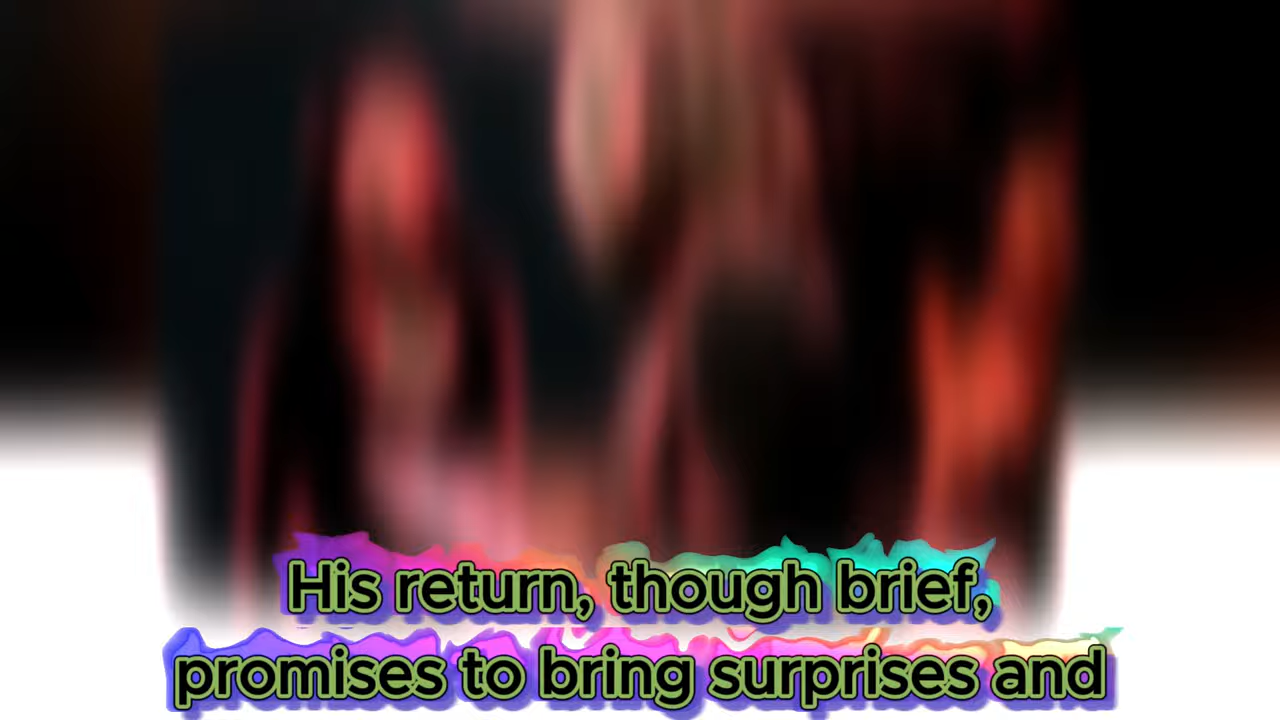 His return, though brief,
promises to bring surprises and